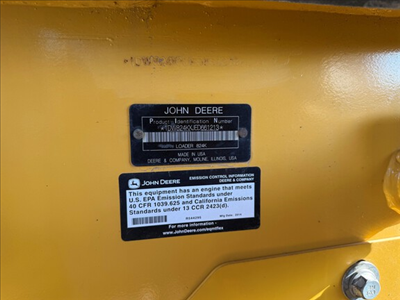 JOHN DEERE
Product Identification Number
*1DW824KXJED661213*
LOADER 824K
MADE IN USA
DEERE & COMPANY, MOLINE, ILLINOIS, USA
JOHN DEERE
EMISSION CONTROL INFORMATION
DEERE & COMPANY
This equipment has an engine that meets
U.S. EPA Emission Standards under
40 CFR 1039.625 and California Emissions
Standards under 13 CCR 2423(d).
For more information -
www.JohnDeere.com/eqmtflex